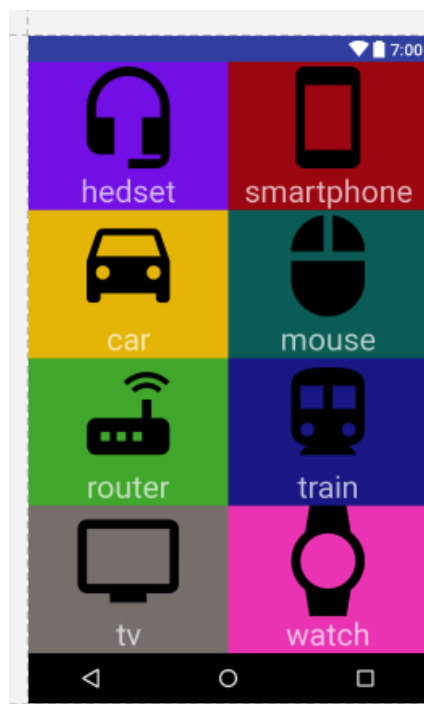 7:00
hedset
smartphone
car
mouse
router
train
tv
watch